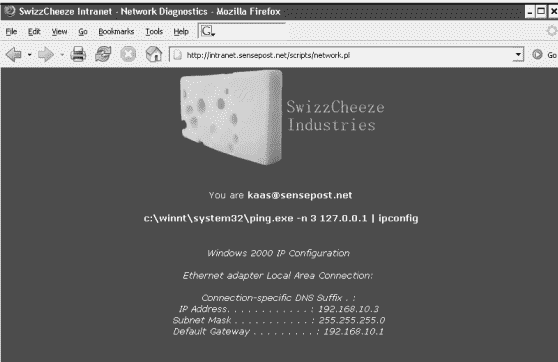 SwizzCheeze Intranet - Network Diagnostics - Mozilla Firefox
File Edit View Go Bookmarks Tools Help G
http://intranet.sensepost.net/scripts/network.pl Go
SwizzCheeze
Industries
You are kaas@sensepost.net
c:\winnt\system32\ping.exe -n 3 127.0.0.1 | ipconfig
Windows 2000 IP Configuration
Ethernet adapter Local Area Connection:
Connection-specific DNS Suffix . :
IP Address. . . . . . . . . . . . : 192.168.10.3
Subnet Mask . . . . . . . . . . . : 255.255.255.0
Default Gateway . . . . . . . . . : 192.168.10.1